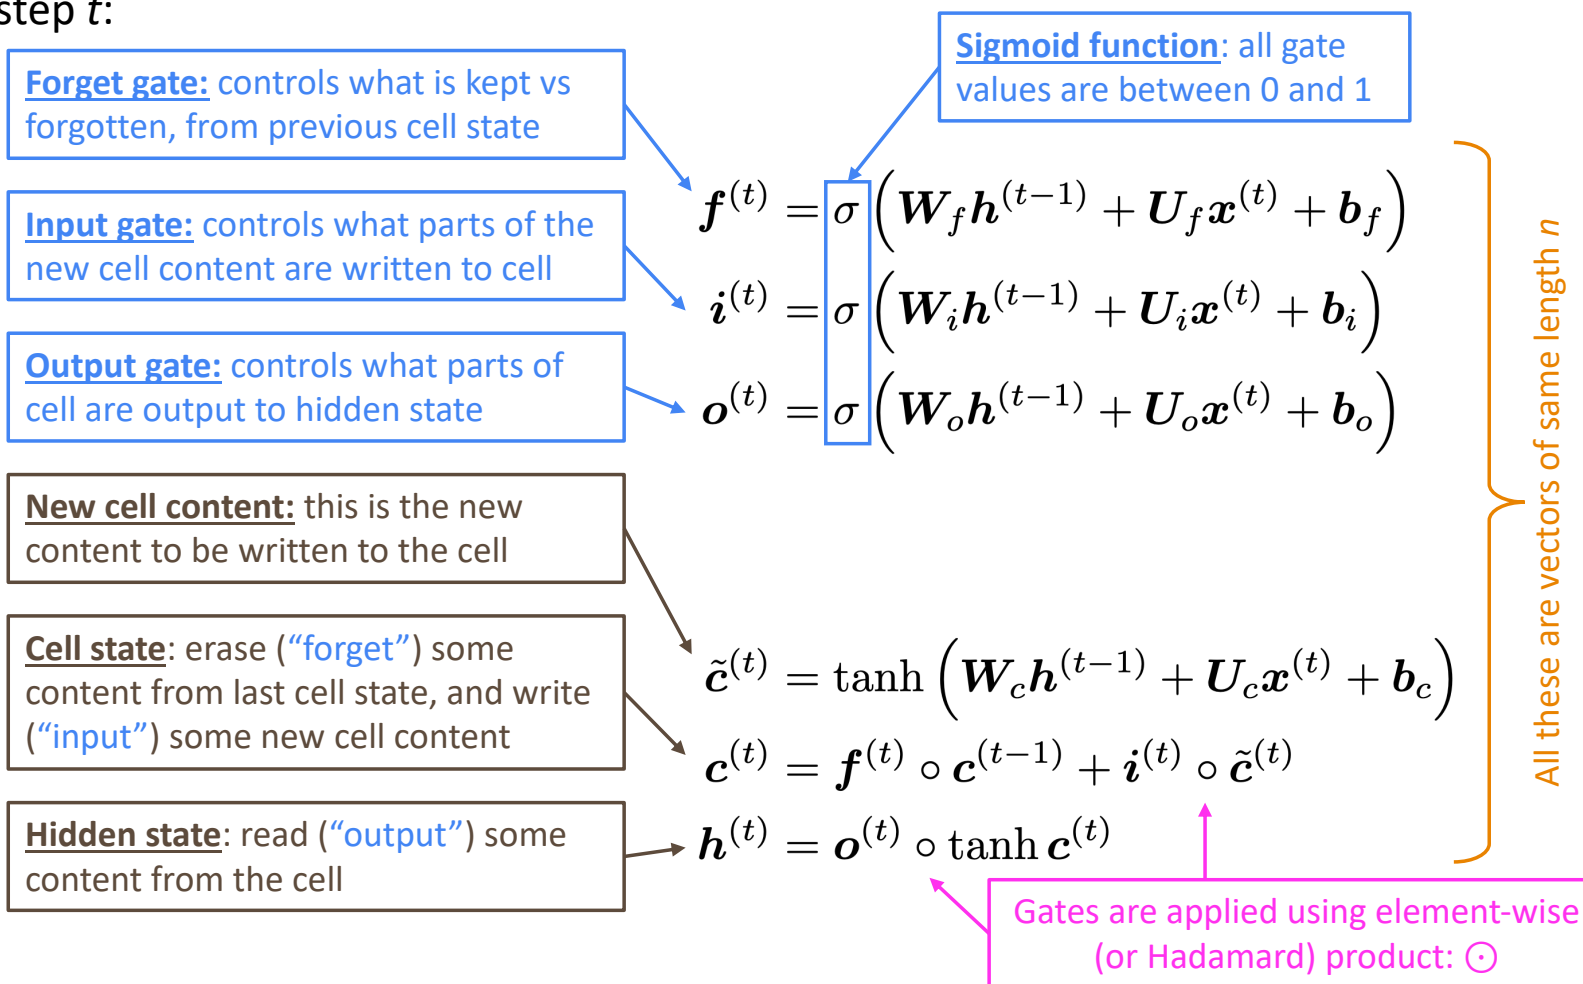 step t:
Sigmoid function: all gate
values are between 0 and 1
Forget gate: controls what is kept vs
forgotten, from previous cell state
Input gate: controls what parts of the
new cell content are written to cell
Output gate: controls what parts of
cell are output to hidden state
New cell content: this is the new
content to be written to the cell
Cell state: erase (“forget”) some
content from last cell state, and write
(“input”) some new cell content
Hidden state: read (“output”) some
content from the cell
f^{(t)} = σ(W_f h^{(t−1)} + U_f x^{(t)} + b_f)
i^{(t)} = σ(W_i h^{(t−1)} + U_i x^{(t)} + b_i)
o^{(t)} = σ(W_o h^{(t−1)} + U_o x^{(t)} + b_o)
c̃^{(t)} = tanh(W_c h^{(t−1)} + U_c x^{(t)} + b_c)
c^{(t)} = f^{(t)} ∘ c^{(t−1)} + i^{(t)} ∘ c̃^{(t)}
h^{(t)} = o^{(t)} ∘ tanh c^{(t)}
All these are vectors of same length n
Gates are applied using element-wise
(or Hadamard) product: ⊙